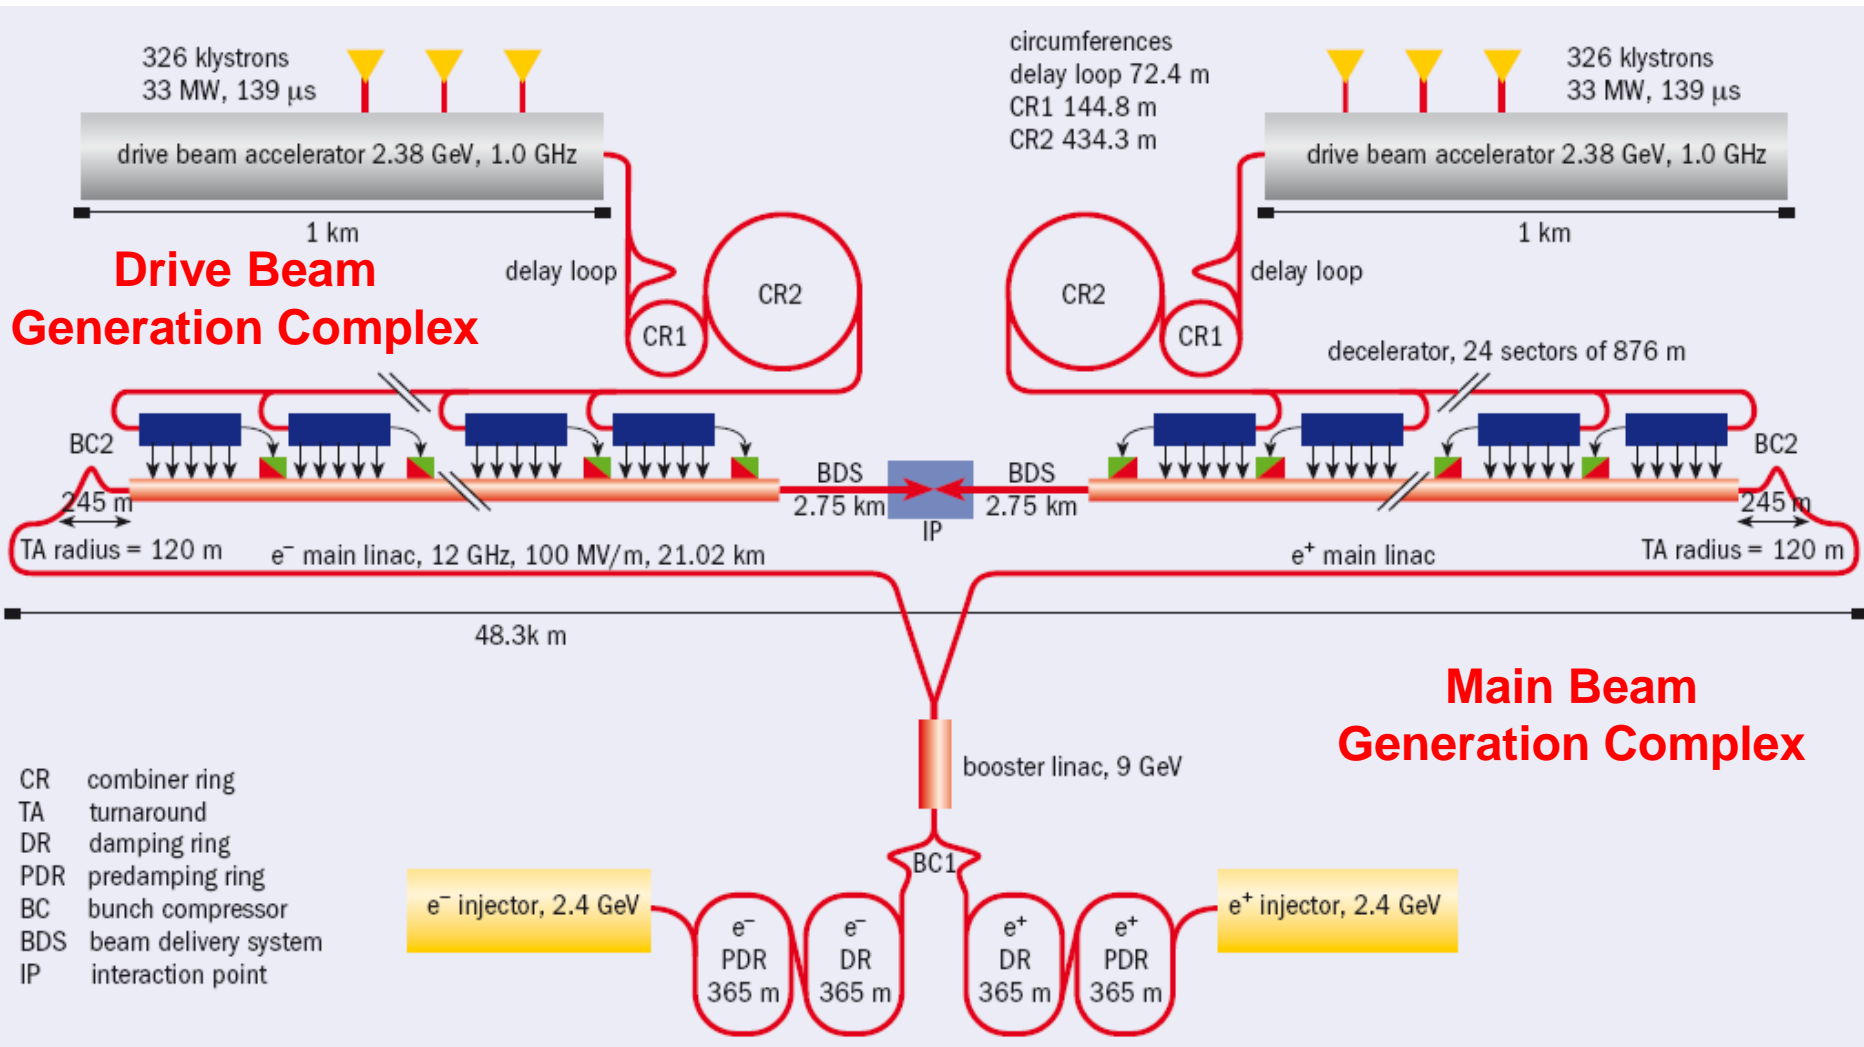 326 klystrons
33 MW, 139 μs
drive beam accelerator 2.38 GeV, 1.0 GHz
1 km
circumferences
delay loop 72.4 m
CR1 144.8 m
CR2 434.3 m
326 klystrons
33 MW, 139 μs
drive beam accelerator 2.38 GeV, 1.0 GHz
1 km
Drive Beam
Generation Complex
delay loop
CR1
CR2
CR2
CR1
delay loop
decelerator, 24 sectors of 876 m
BC2
245 m
TA radius = 120 m
e⁻ main linac, 12 GHz, 100 MV/m, 21.02 km
BDS
2.75 km
IP
BDS
2.75 km
BC2
245 m
e⁺ main linac
TA radius = 120 m
48.3k m
Main Beam
Generation Complex
booster linac, 9 GeV
BC1
CR combiner ring
TA turnaround
DR damping ring
PDR predamping ring
BC bunch compressor
BDS beam delivery system
IP interaction point
e⁻ injector, 2.4 GeV
e⁻
PDR
365 m
e⁻
DR
365 m
e⁺
DR
365 m
e⁺
PDR
365 m
e⁺ injector, 2.4 GeV